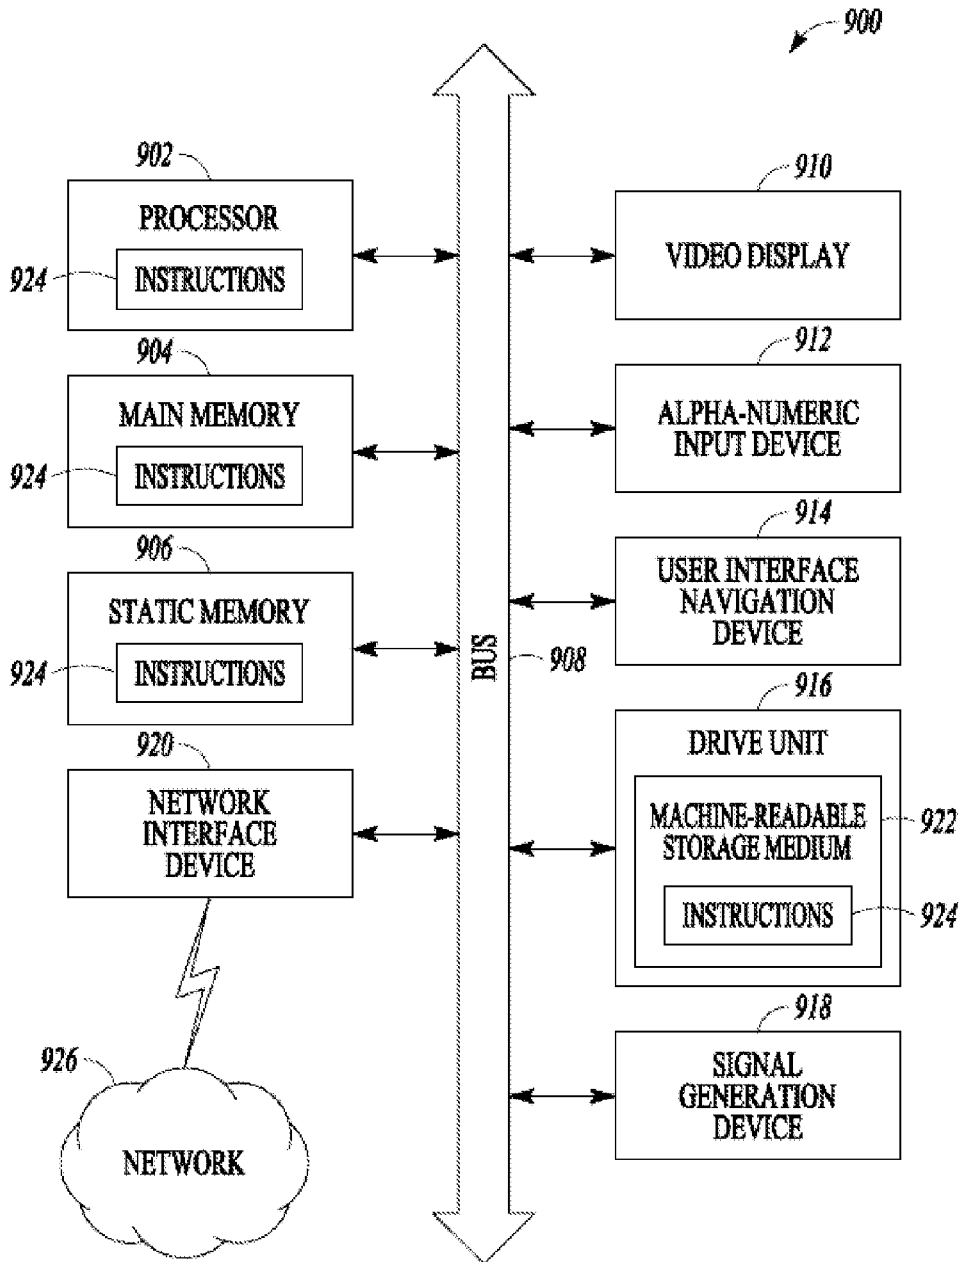 900
902
PROCESSOR
924
INSTRUCTIONS
904
MAIN MEMORY
924
INSTRUCTIONS
906
STATIC MEMORY
924
INSTRUCTIONS
920
NETWORK
INTERFACE
DEVICE
926
NETWORK
BUS
908
910
VIDEO DISPLAY
912
ALPHA-NUMERIC
INPUT DEVICE
914
USER INTERFACE
NAVIGATION
DEVICE
916
DRIVE UNIT
MACHINE-READABLE
STORAGE MEDIUM
922
INSTRUCTIONS
924
918
SIGNAL
GENERATION
DEVICE